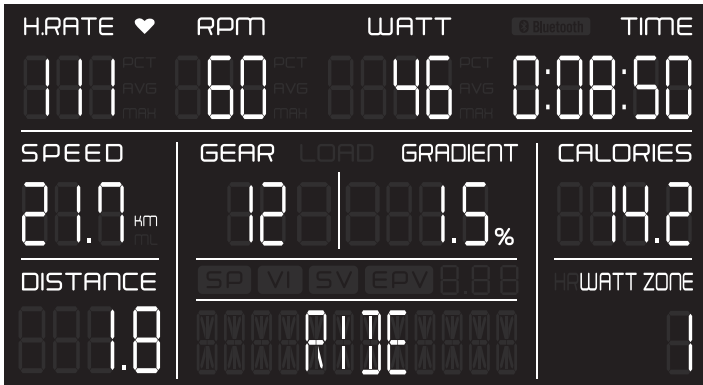 H.RATE RPM WATT Bluetooth TIME
PCT PCT PCT
111 60 46 0:08:50
AVG AVG AVG
MAX MAX MAX
SPEED GEAR LOAD GRADIENT CALORIES
21.7 KM 12 1.5% 14.2
ML
DISTANCE SP VI SV EPV HRWATT ZONE
1.8 RIDE 1